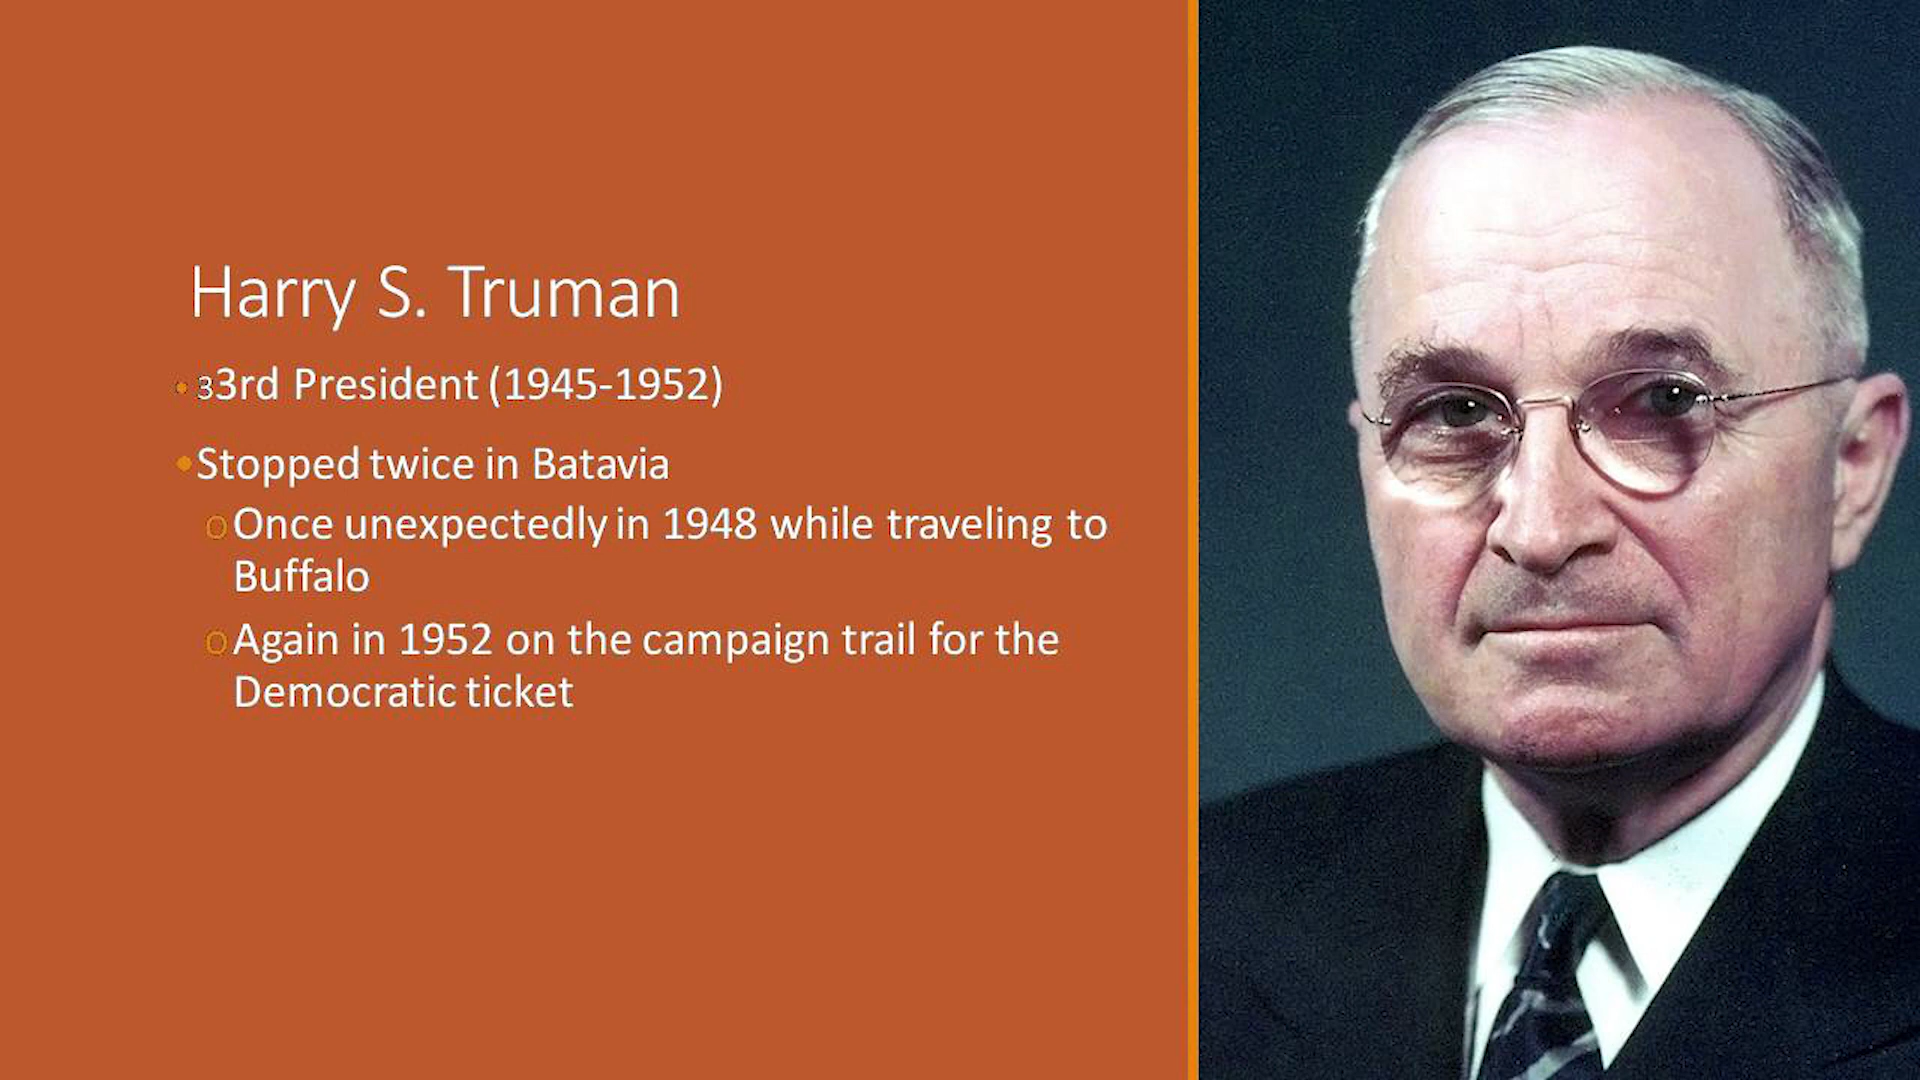 Harry S. Truman
• 33rd President (1945-1952)
• Stopped twice in Batavia
o Once unexpectedly in 1948 while traveling to
Buffalo
o Again in 1952 on the campaign trail for the
Democratic ticket